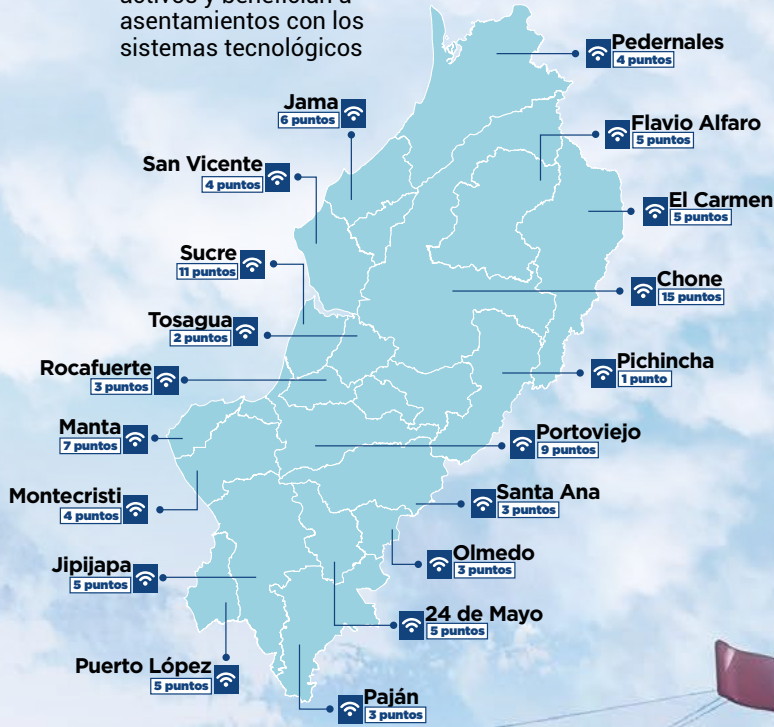 activos y benefician a
asentamientos con los
sistemas tecnológicos
Pedernales
4 puntos
Jama
6 puntos
Flavio Alfaro
5 puntos
San Vicente
4 puntos
El Carmen
5 puntos
Sucre
11 puntos
Chone
15 puntos
Tosagua
2 puntos
Rocafuerte
3 puntos
Pichincha
1 punto
Manta
7 puntos
Portoviejo
9 puntos
Montecristi
4 puntos
Santa Ana
3 puntos
Jipijapa
5 puntos
Olmedo
3 puntos
24 de Mayo
5 puntos
Puerto López
5 puntos
Paján
3 puntos